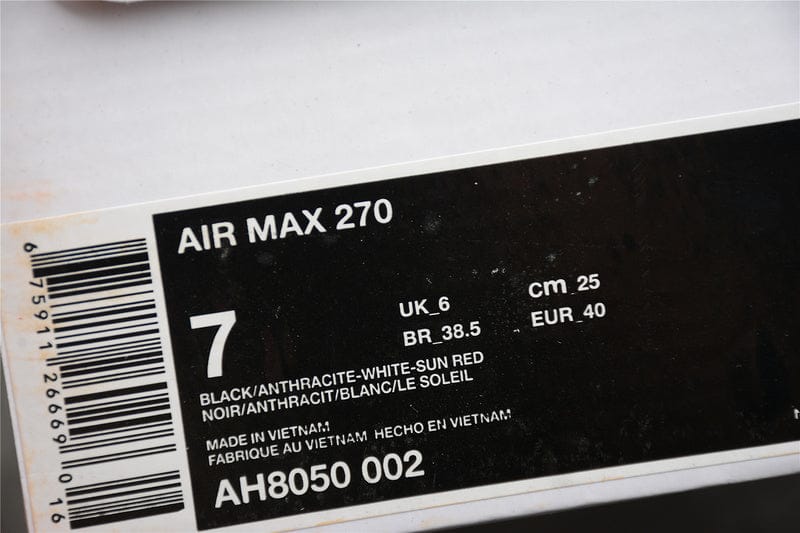 AIR MAX 270
7
UK_6
cm_25
BR_38.5
EUR_40
BLACK/ANTHRACITE-WHITE-SUN RED
NOIR/ANTHRACIT/BLANC/LE SOLEIL
MADE IN VIETNAM
FABRIQUE AU VIETNAM HECHO EN VIETNAM
AH8050 002
6 75911 26669 0 16